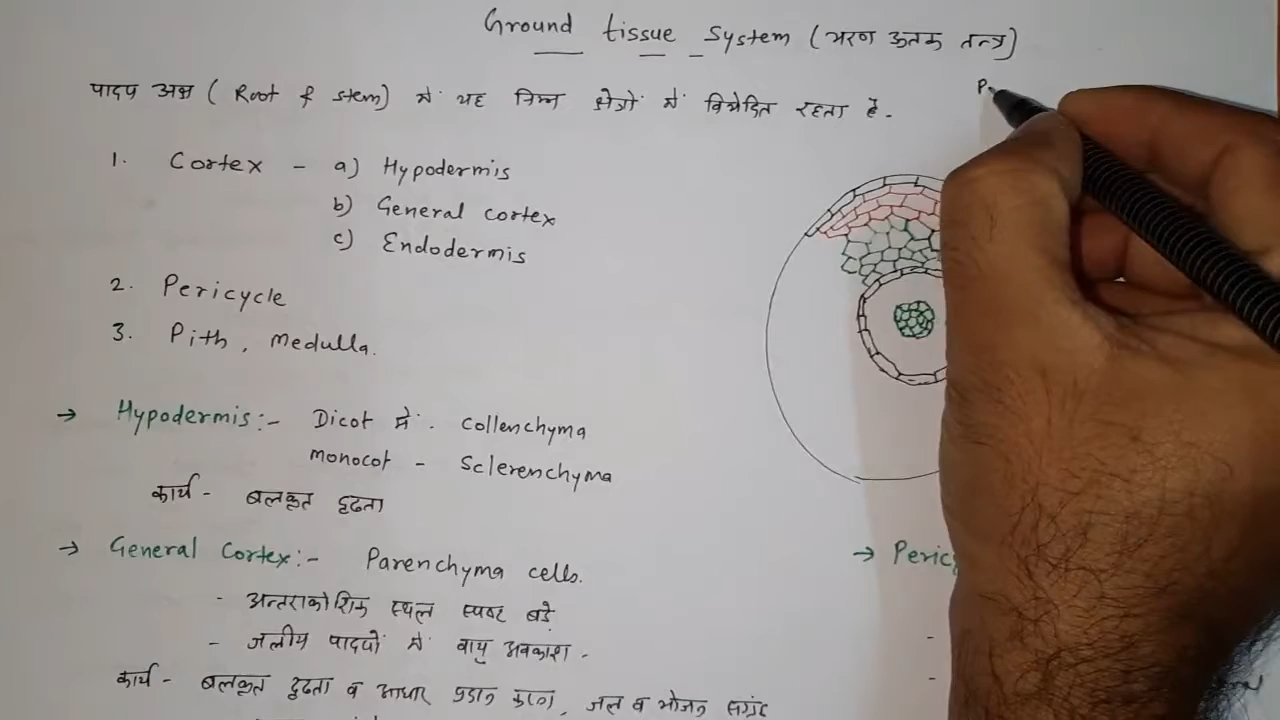 Ground tissue System (भरण ऊतक तन्त्र)
पादप अक्ष ( Root & stem) में यह निम्न क्षेत्रों में विभेदित रहता है.
P
1. Cortex - a) Hypodermis
b) General cortex
c) Endodermis
2. Pericycle
3. Pith, Medulla.
→ Hypodermis:- Dicot में. Collenchyma
monocot - Sclerenchyma
कार्य - बलकृत दृढता
→ General Cortex:- Parenchyma cells.
- अन्तराकोशिक स्थल स्पष्ट बडे
- जलीय पादपों में वायु अवकाश -
कार्य - बलकृत दृढता व आधार प्रदान करना, जल व भोजन संग्रह
→ Peric
-
-